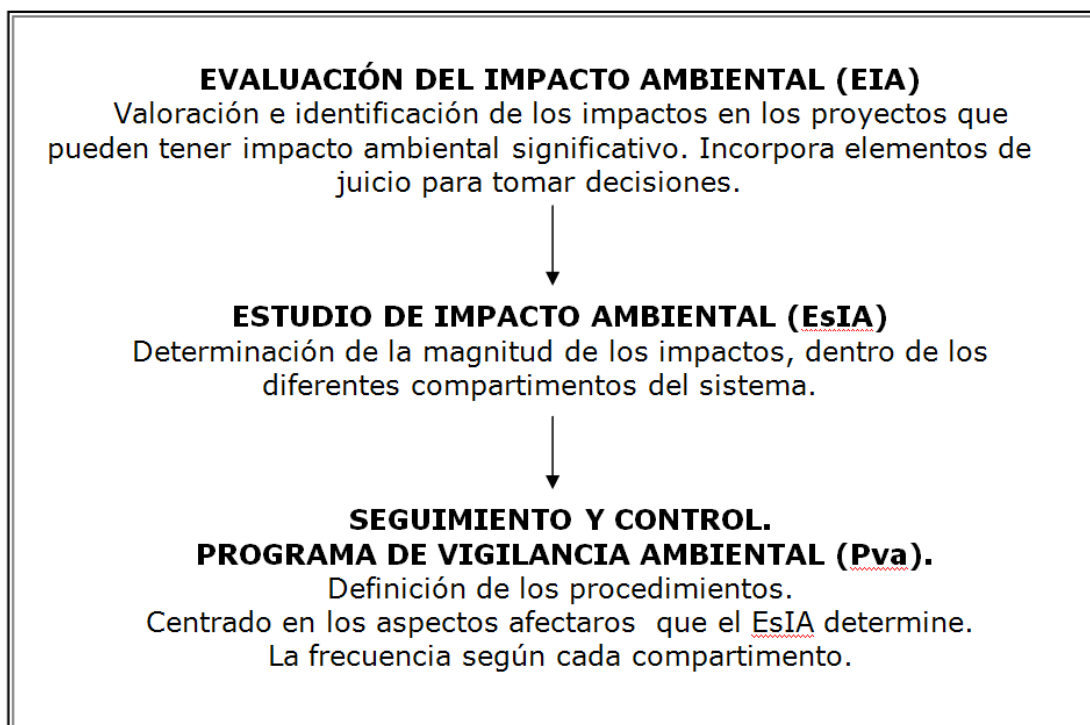 EVALUACIÓN DEL IMPACTO AMBIENTAL (EIA)
Valoración e identificación de los impactos en los proyectos que
pueden tener impacto ambiental significativo. Incorpora elementos de
juicio para tomar decisiones.
ESTUDIO DE IMPACTO AMBIENTAL (EsIA)
Determinación de la magnitud de los impactos, dentro de los
diferentes compartimentos del sistema.
SEGUIMIENTO Y CONTROL.
PROGRAMA DE VIGILANCIA AMBIENTAL (Pva).
Definición de los procedimientos.
Centrado en los aspectos afectaros que el EsIA determine.
La frecuencia según cada compartimento.